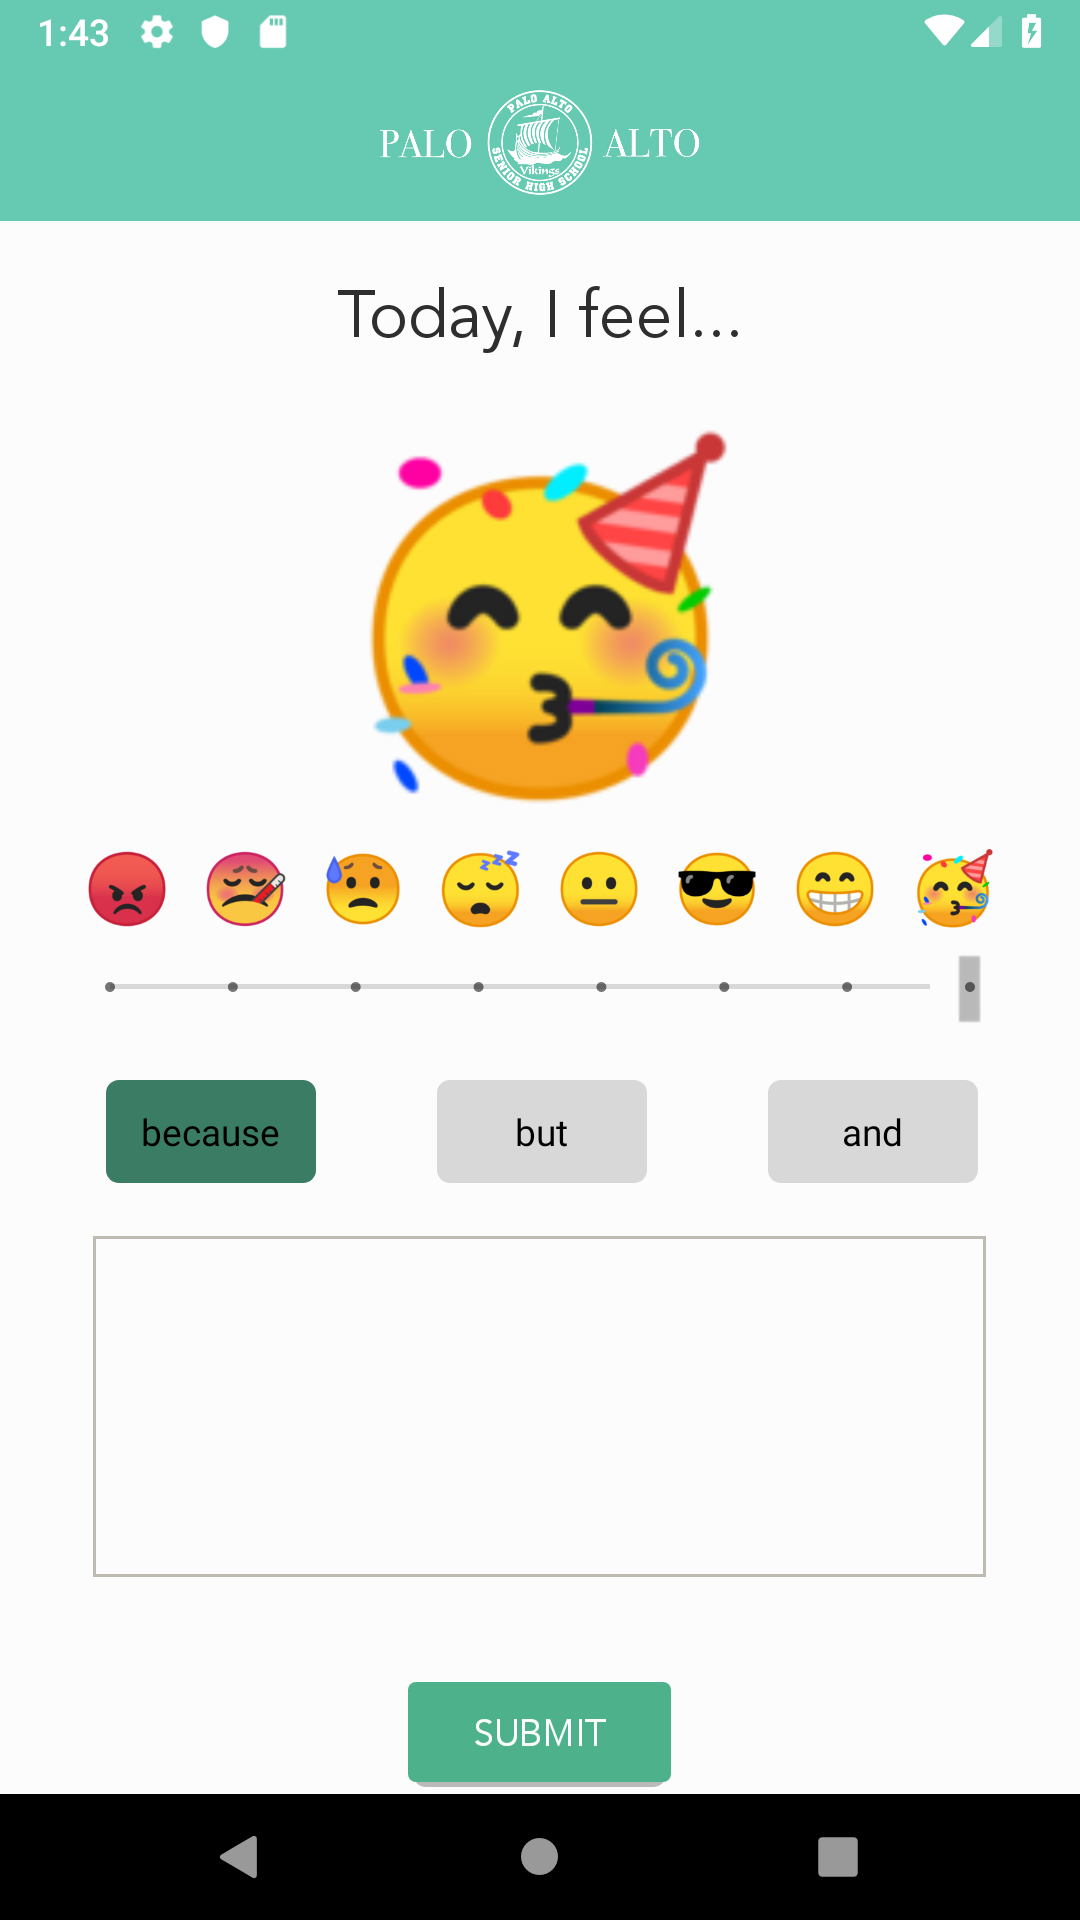 1:43
PALO
PALO ALTO
Vikings
SENIOR HIGH SCHOOL
ALTO
Today, I feel...
because
but
and
SUBMIT